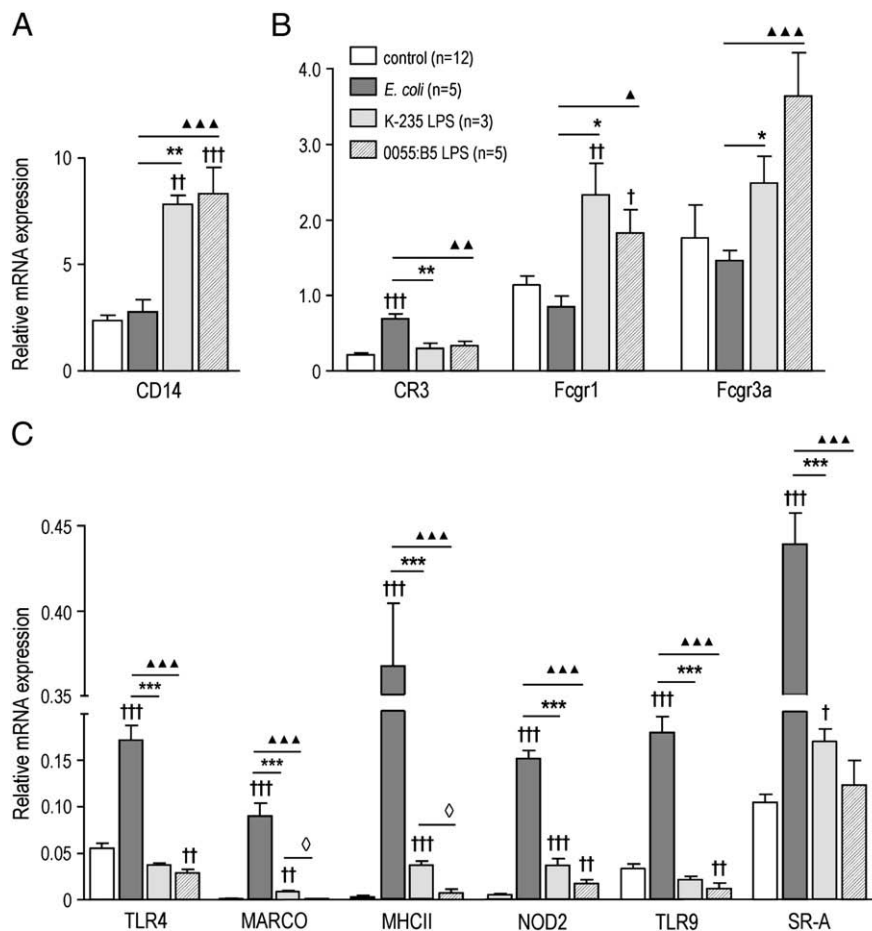 A
Relative mRNA expression
10
5
0
▲▲▲
**
††
†††
CD14
B
control (n=12)
E. coli (n=5)
K-235 LPS (n=3)
0055:B5 LPS (n=5)
4.0
3.0
2.0
1.0
0
▲▲
**
†††
▲
*
††
†
▲▲▲
*
CR3
Fcgr1
Fcgr3a
C
Relative mRNA expression
0.45
0.35
0.15
0.10
0.05
0
▲▲▲
***
†††
††
▲▲▲
***
†††
◊
††
▲▲▲
***
†††
◊
†††
▲▲▲
***
†††
†††
††
▲▲▲
***
†††
††
▲▲▲
***
†††
†
TLR4
MARCO
MHCII
NOD2
TLR9
SR-A